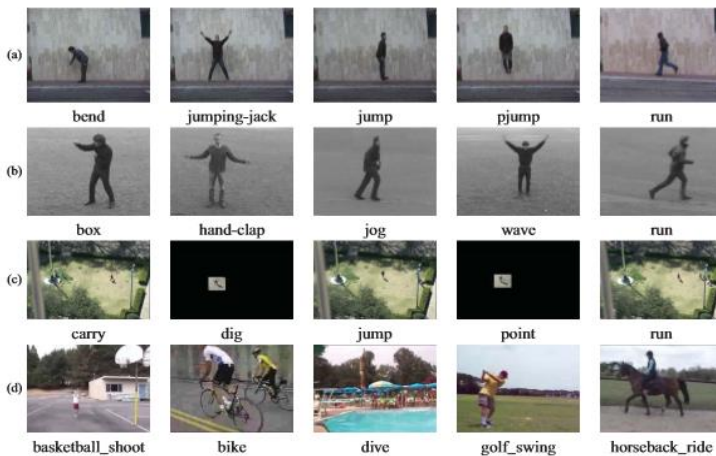 (a)
bend jumping-jack jump pjump run
(b)
box hand-clap jog wave run
(c)
carry dig jump point run
(d)
basketball_shoot bike dive golf_swing horseback_ride